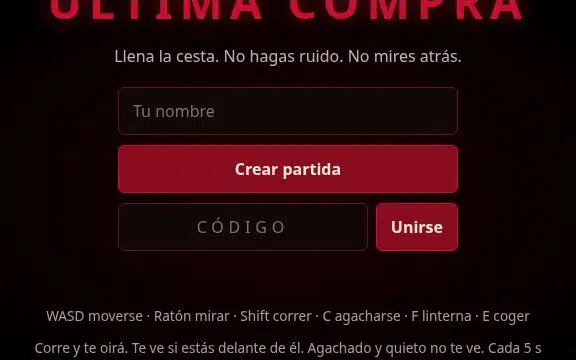 ÚLTIMA COMPRA
Llena la cesta. No hagas ruido. No mires atrás.
Tu nombre
Crear partida
CÓDIGO
Unirse
WASD moverse · Ratón mirar · Shift correr · C agacharse · F linterna · E coger
Corre y te oirá. Te ve si estás delante de él. Agachado y quieto no te ve. Cada 5 s